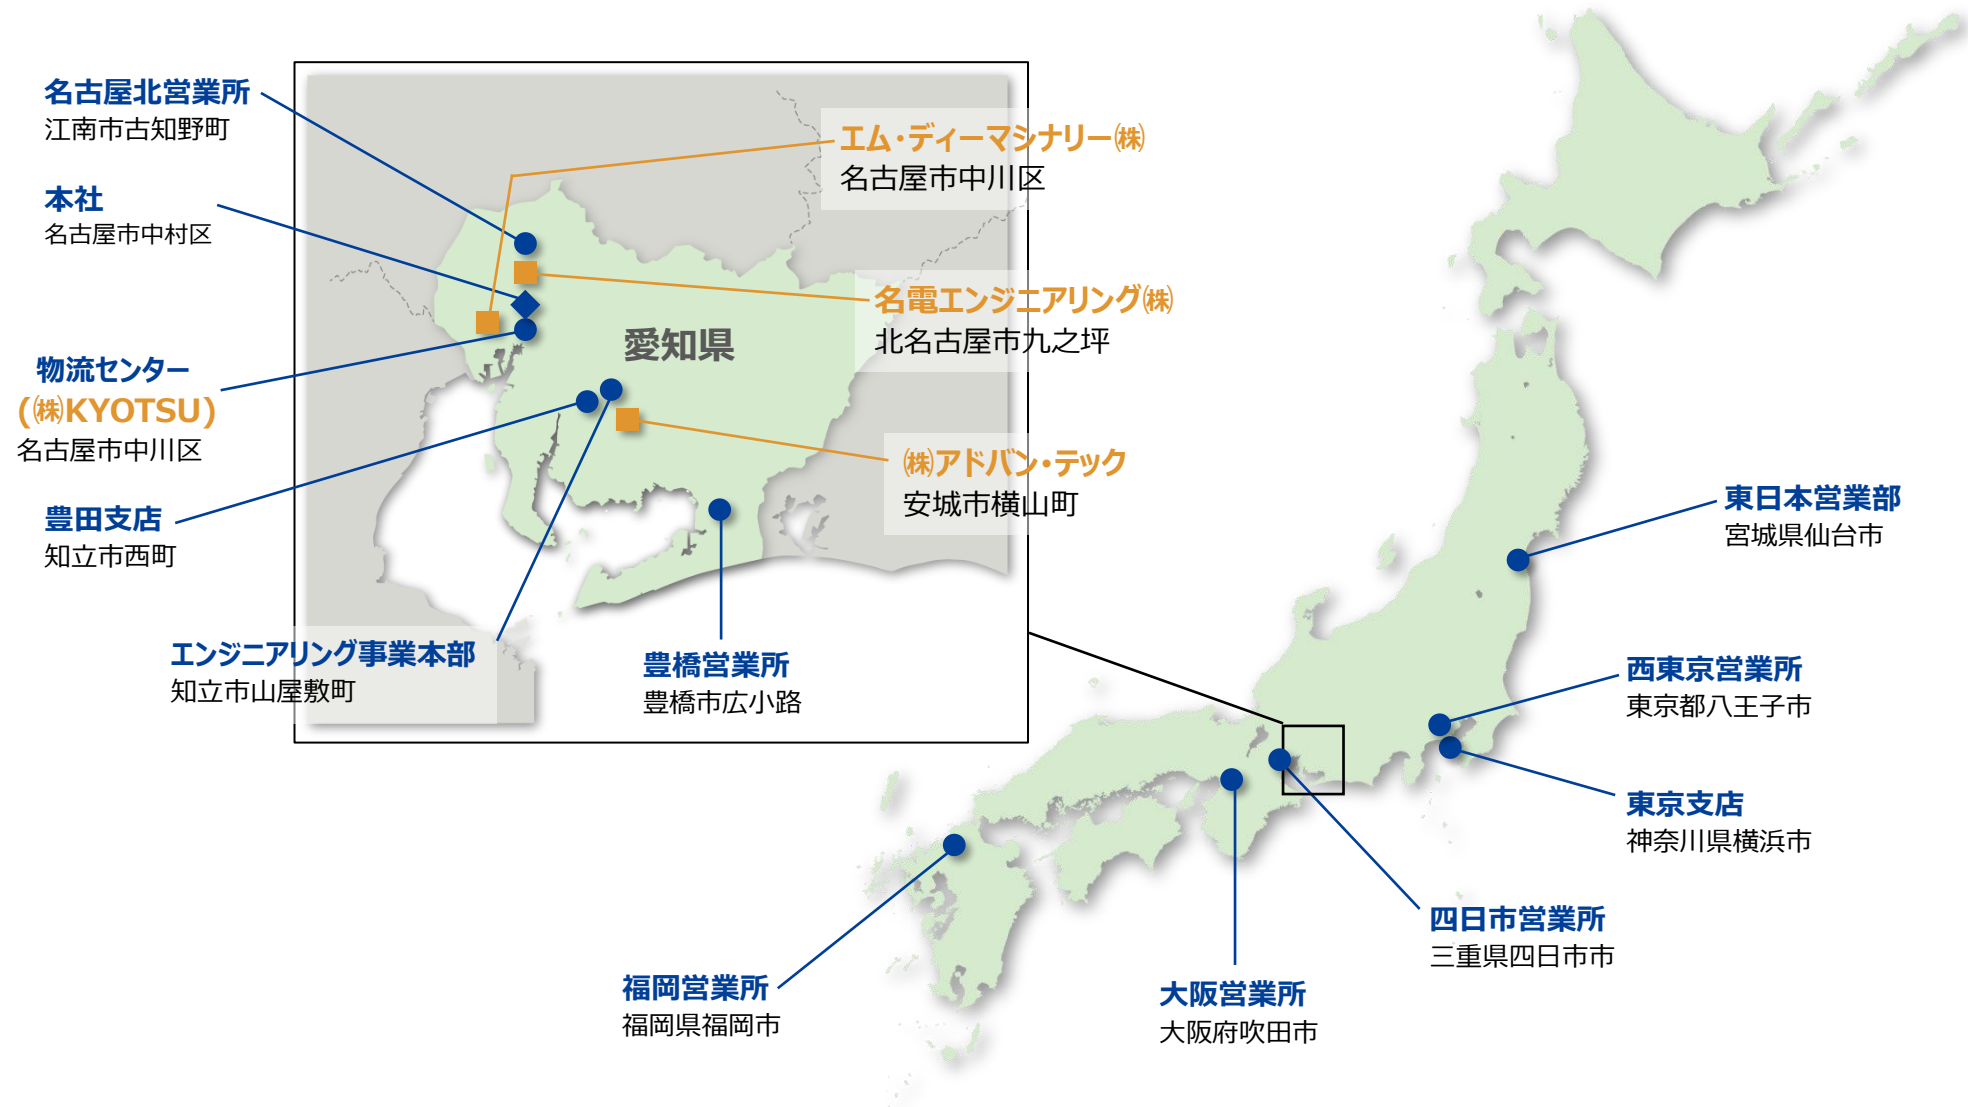 名古屋北営業所
江南市古知野町
本社
名古屋市中村区
物流センター
(㈱KYOTSU)
名古屋市中川区
豊田支店
知立市西町
エンジニアリング事業本部
知立市山屋敷町
豊橋営業所
豊橋市広小路
愛知県
エム・ディーマシナリー㈱
名古屋市中川区
名電エンジニアリング㈱
北名古屋市九之坪
㈱アドバン・テック
安城市横山町
東日本営業部
宮城県仙台市
西東京営業所
東京都八王子市
東京支店
神奈川県横浜市
四日市営業所
三重県四日市市
大阪営業所
大阪府吹田市
福岡営業所
福岡県福岡市